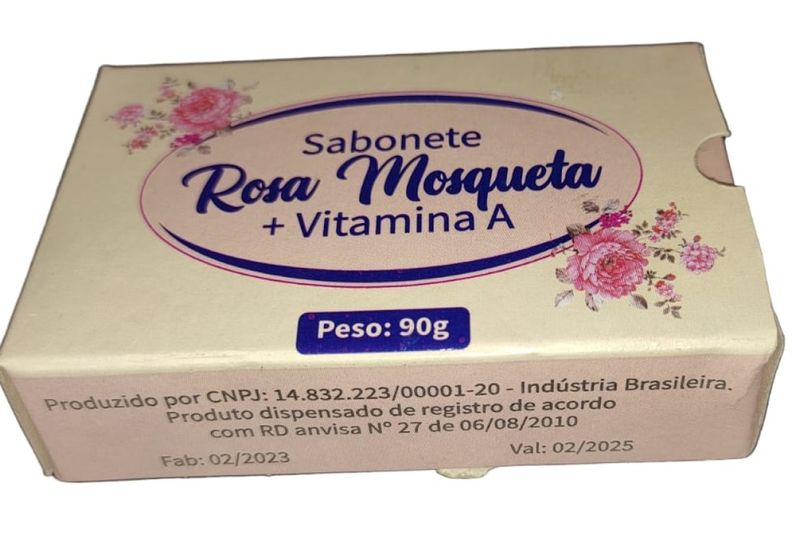 Sabonete
Rosa Mosqueta
+ Vitamina A
Peso: 90g
Produzido por CNPJ: 14.832.223/00001-20 - Indústria Brasileira.
Produto dispensado de registro de acordo
com RD anvisa Nº 27 de 06/08/2010
Fab: 02/2023
Val: 02/2025